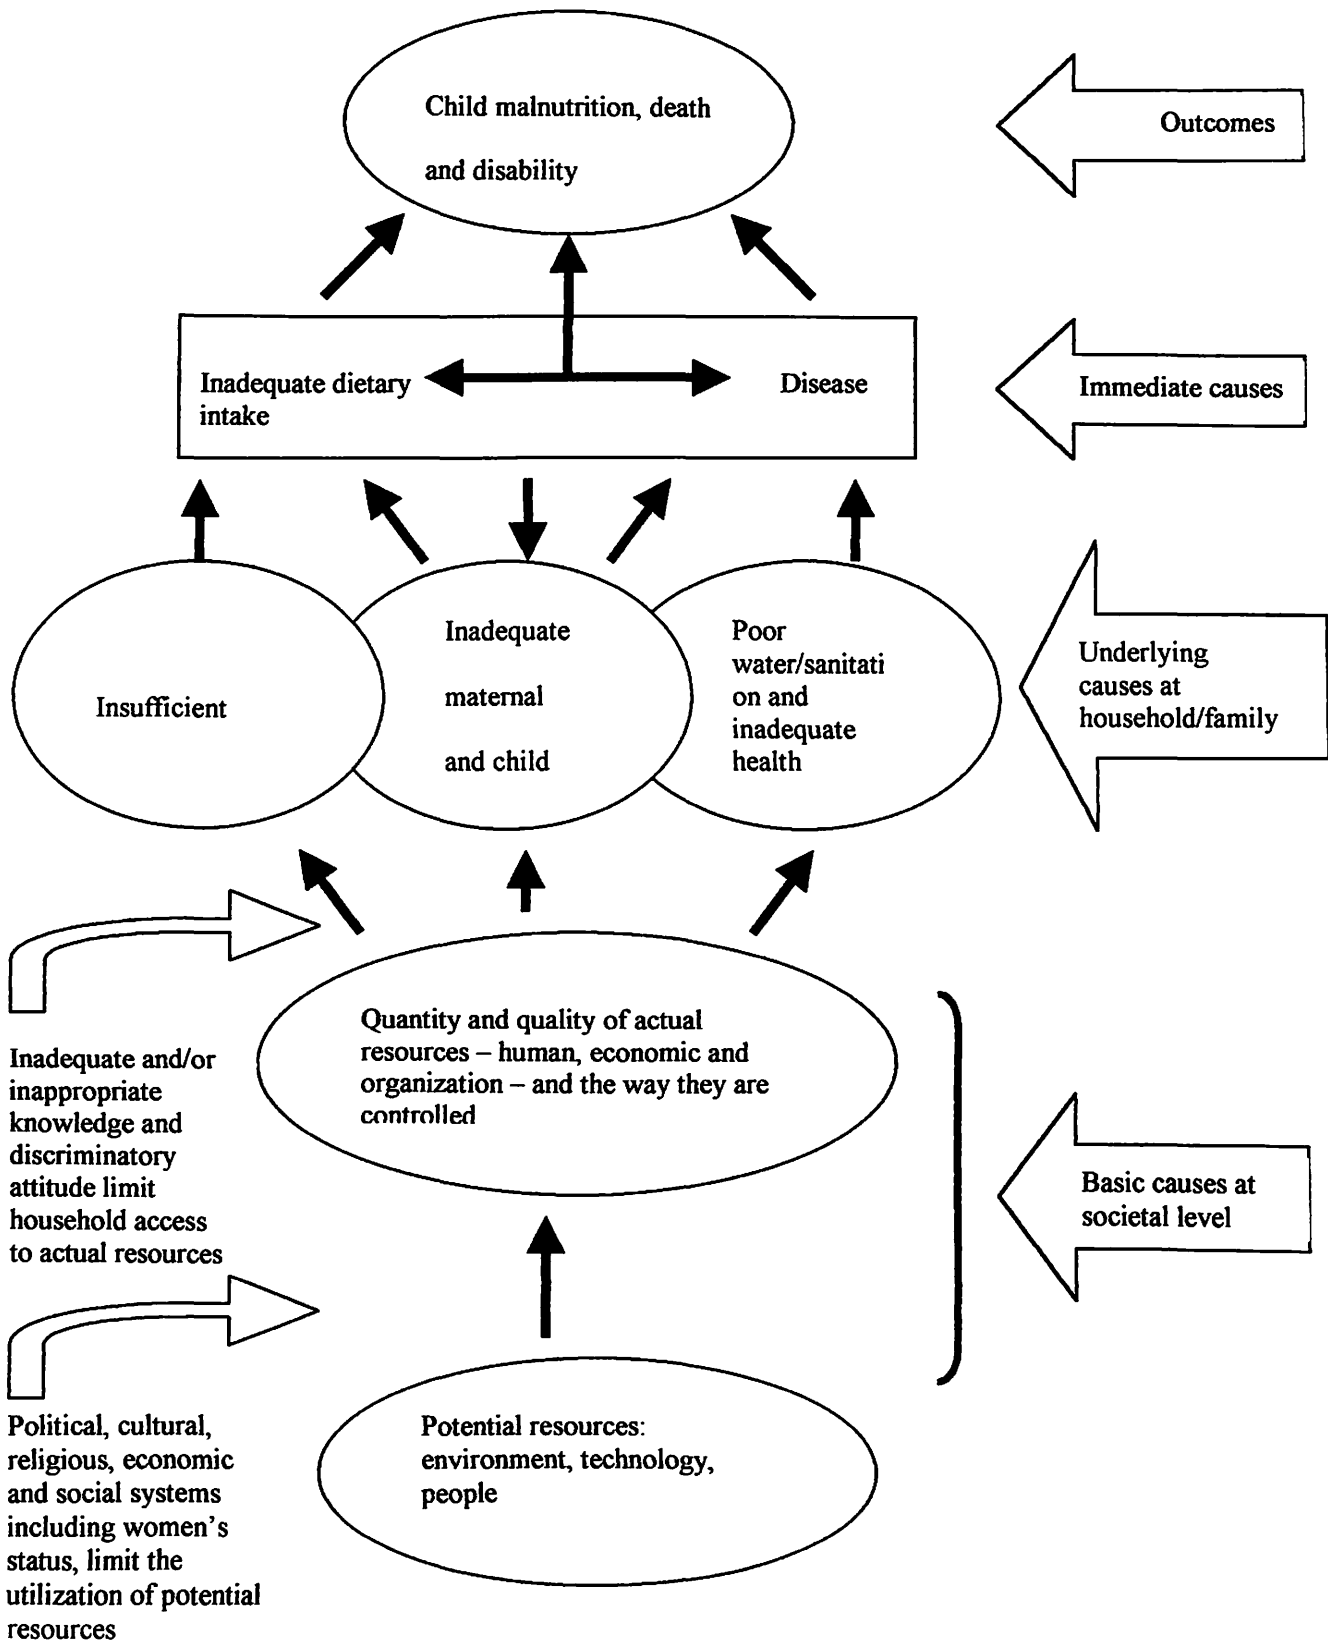 Child malnutrition, death
and disability
Outcomes
Inadequate dietary
intake
Disease
Immediate causes
Insufficient
Inadequate
maternal
and child
Poor
water/sanitati
on and
inadequate
health
Underlying
causes at
household/family
Quantity and quality of actual
resources – human, economic and
organization – and the way they are
controlled
Inadequate and/or
inappropriate
knowledge and
discriminatory
attitude limit
household access
to actual resources
Basic causes at
societal level
Potential resources:
environment, technology,
people
Political, cultural,
religious, economic
and social systems
including women's
status, limit the
utilization of potential
resources